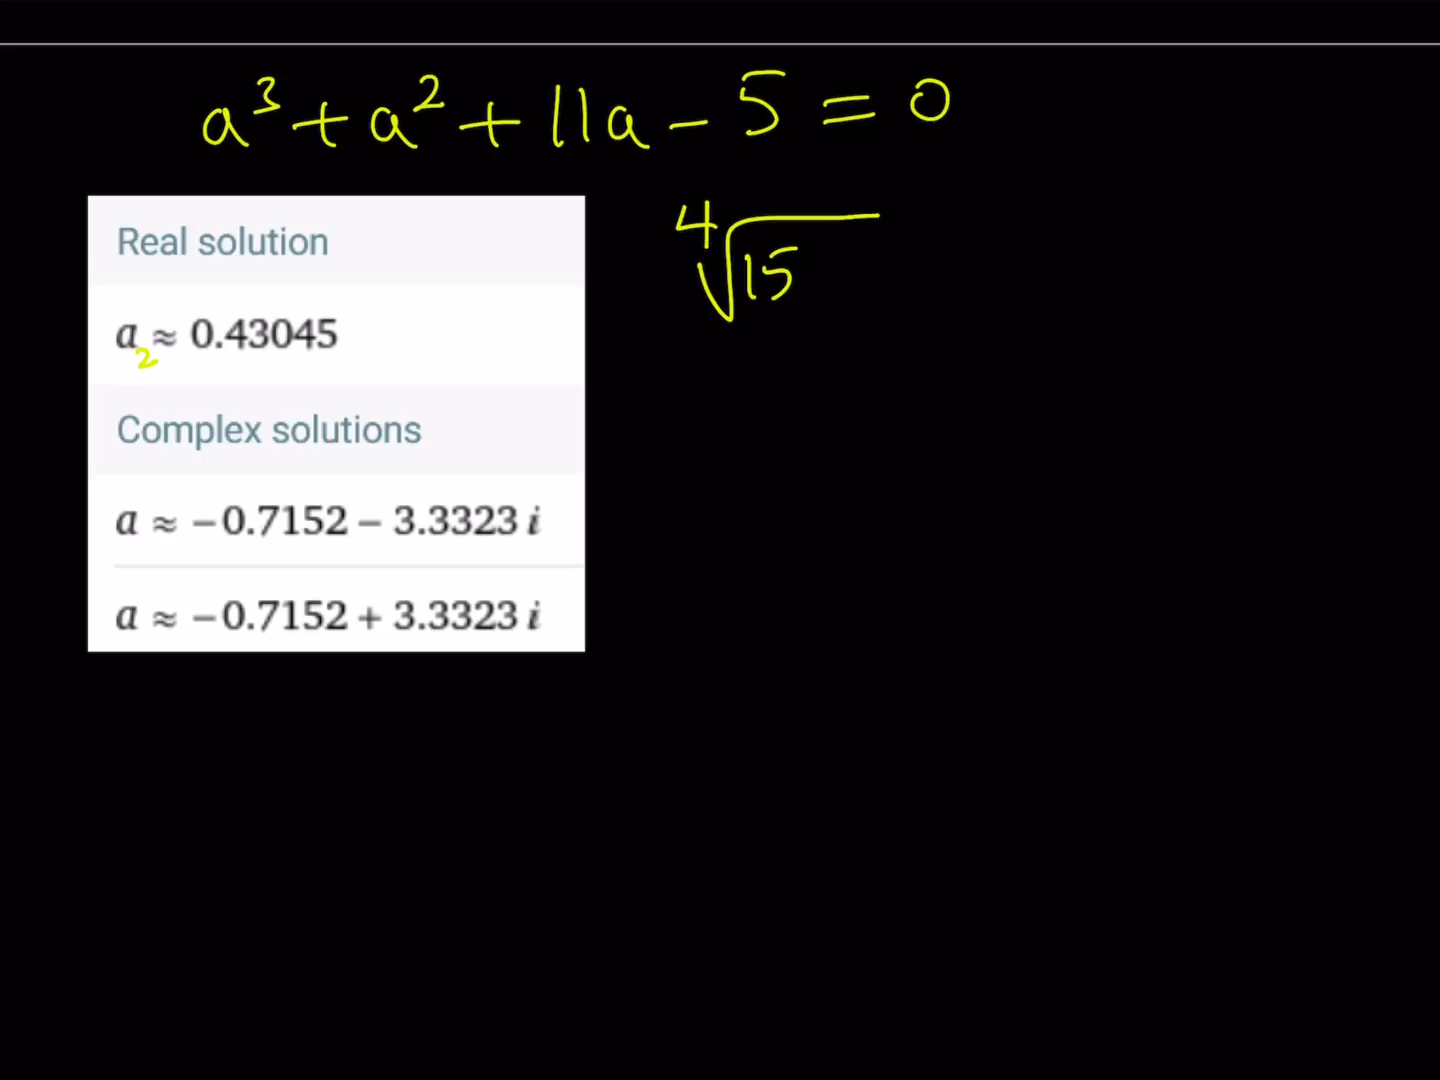 a³ + a² + 11a - 5 = 0
Real solution
a₂ ≈ 0.43045
Complex solutions
a ≈ −0.7152 − 3.3323 i
a ≈ −0.7152 + 3.3323 i
∜15